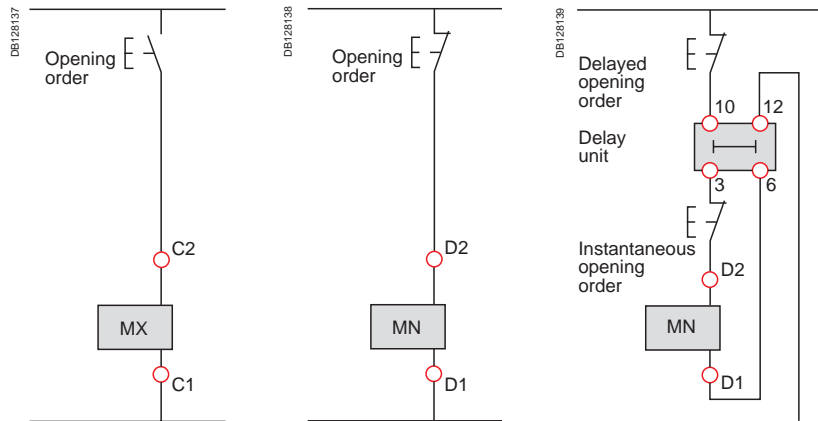 DB128137
Opening
order
C2
MX
C1
DB128138
Opening
order
D2
MN
D1
DB128139
Delayed
opening
order
10
12
Delay
unit
3
6
Instantaneous
opening
order
D2
MN
D1